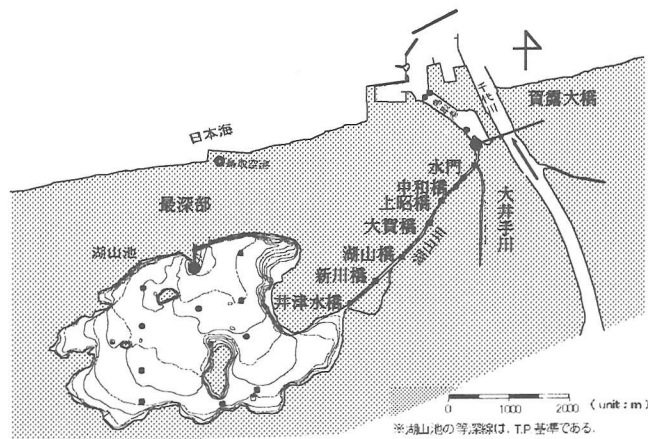 千代川
賀露大橋
日本海
鳥取空港
水門
中和橋
上昭橋
大井手川
最深部
大賀橋
湖山川
湖山池
湖山橋
新川橋
井津水橋
0 1000 2000 (unit : m)
※湖山池の等深線は、T.P 基準である.